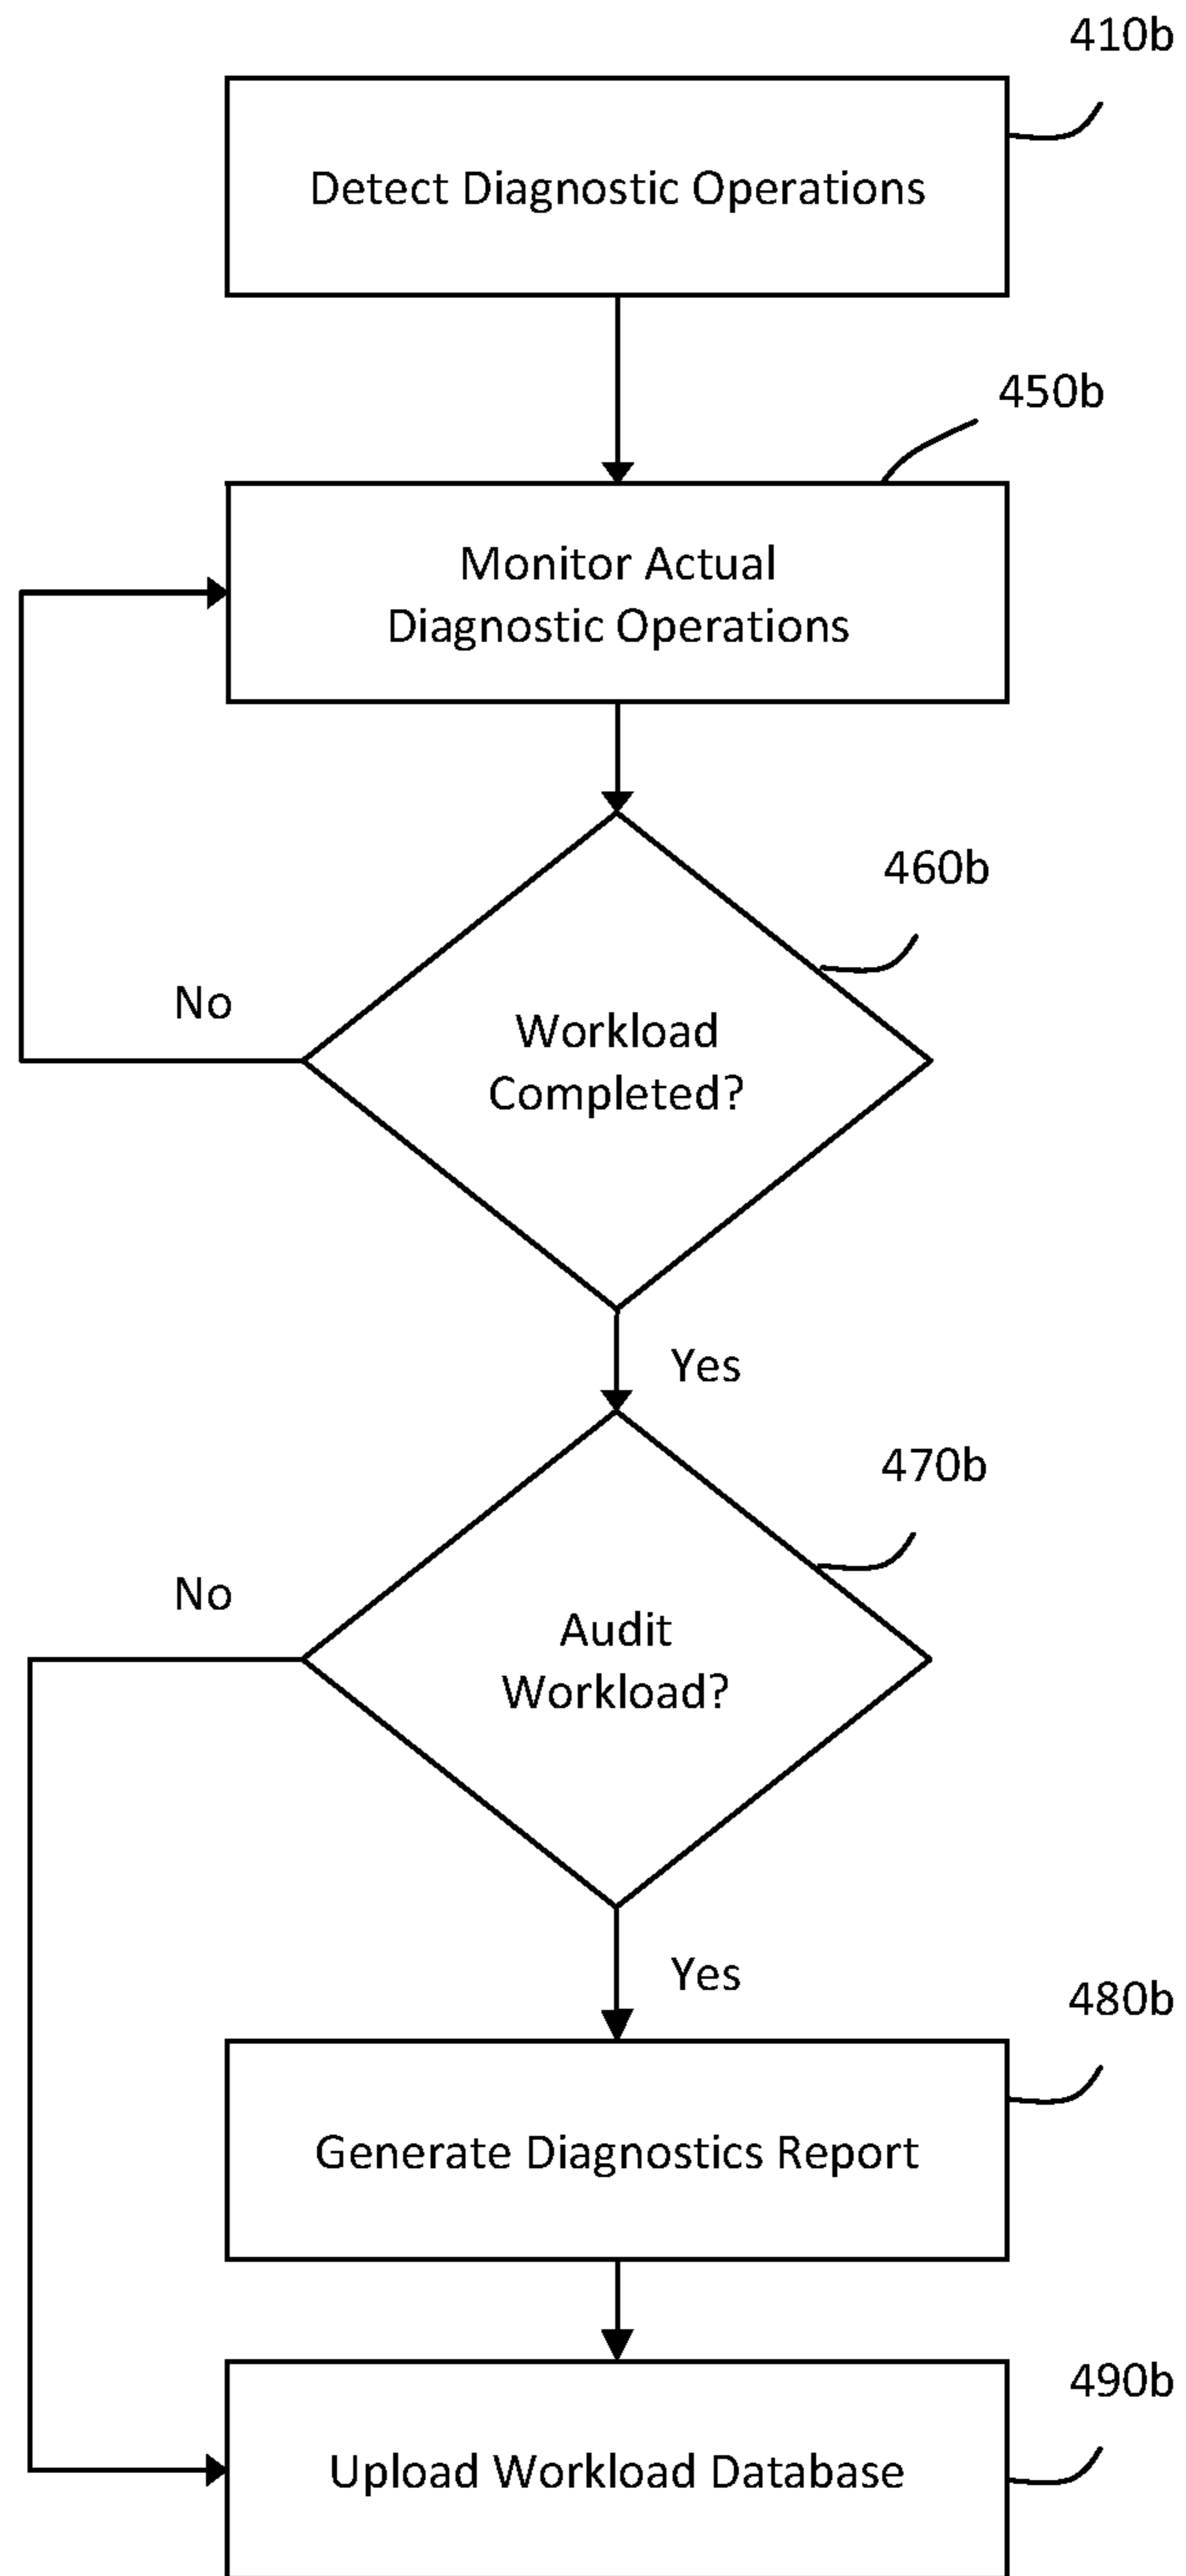 410b
Detect Diagnostic Operations
450b
Monitor Actual
Diagnostic Operations
460b
No
Workload
Completed?
Yes
470b
No
Audit
Workload?
Yes
480b
Generate Diagnostics Report
490b
Upload Workload Database